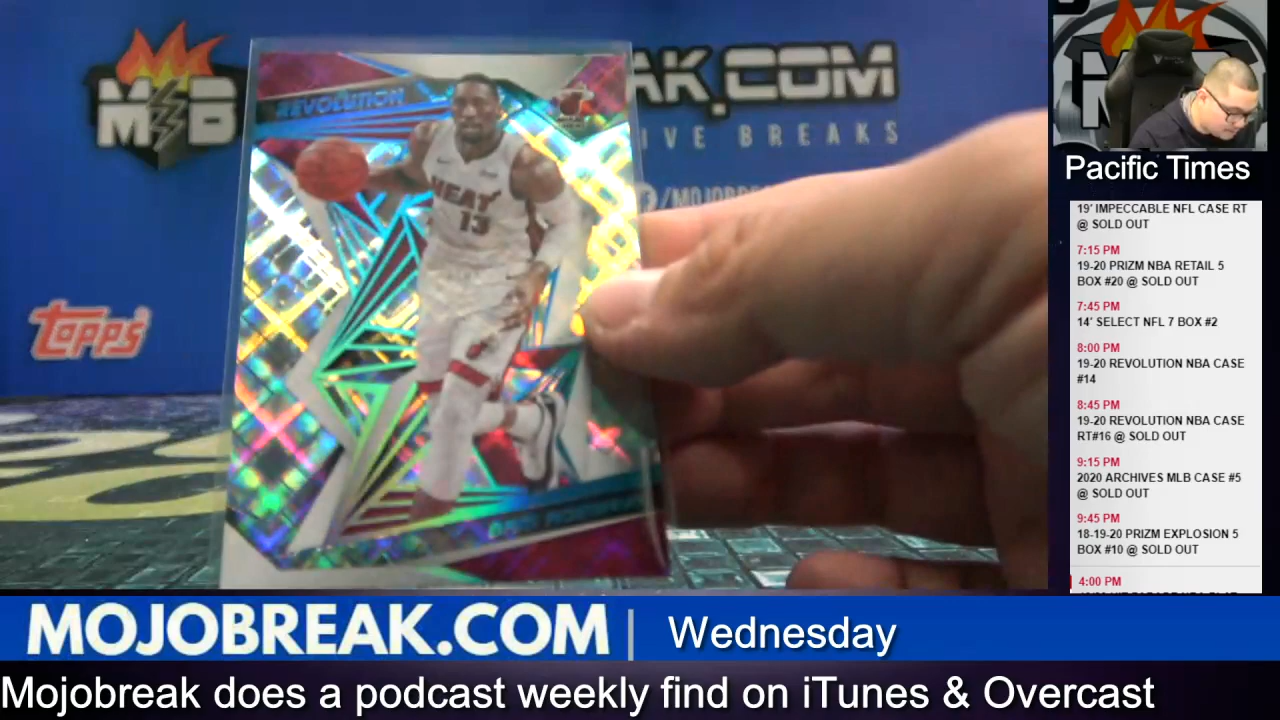 MB
EAK.COM
IVE BREAKS
/MOJOBREA
topps
REVOLUTION
HEAT
13
Pacific Times
19' IMPECCABLE NFL CASE RT
@ SOLD OUT
7:15 PM
19-20 PRIZM NBA RETAIL 5
BOX #20 @ SOLD OUT
7:45 PM
14' SELECT NFL 7 BOX #2
8:00 PM
19-20 REVOLUTION NBA CASE
#14
8:45 PM
19-20 REVOLUTION NBA CASE
RT#16 @ SOLD OUT
9:15 PM
2020 ARCHIVES MLB CASE #5
@ SOLD OUT
9:45 PM
18-19-20 PRIZM EXPLOSION 5
BOX #10 @ SOLD OUT
4:00 PM
MOJOBREAK.COM | Wednesday
Mojobreak does a podcast weekly find on iTunes & Overcast